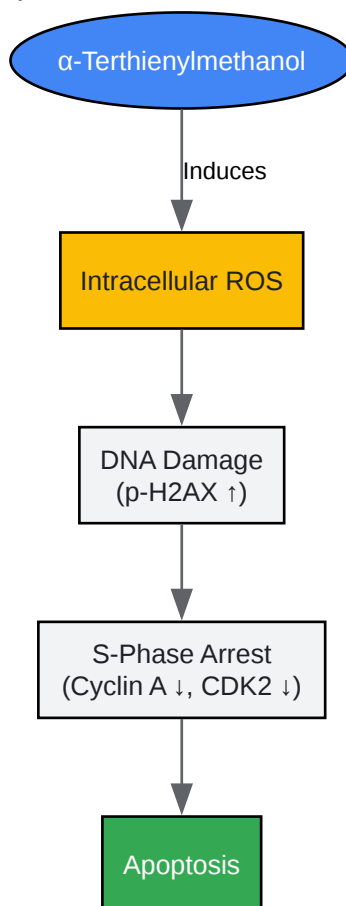 α-Terthienylmethanol
Induces
Intracellular ROS
DNA Damage
(p-H2AX ↑)
S-Phase Arrest
(Cyclin A ↓, CDK2 ↓)
Apoptosis